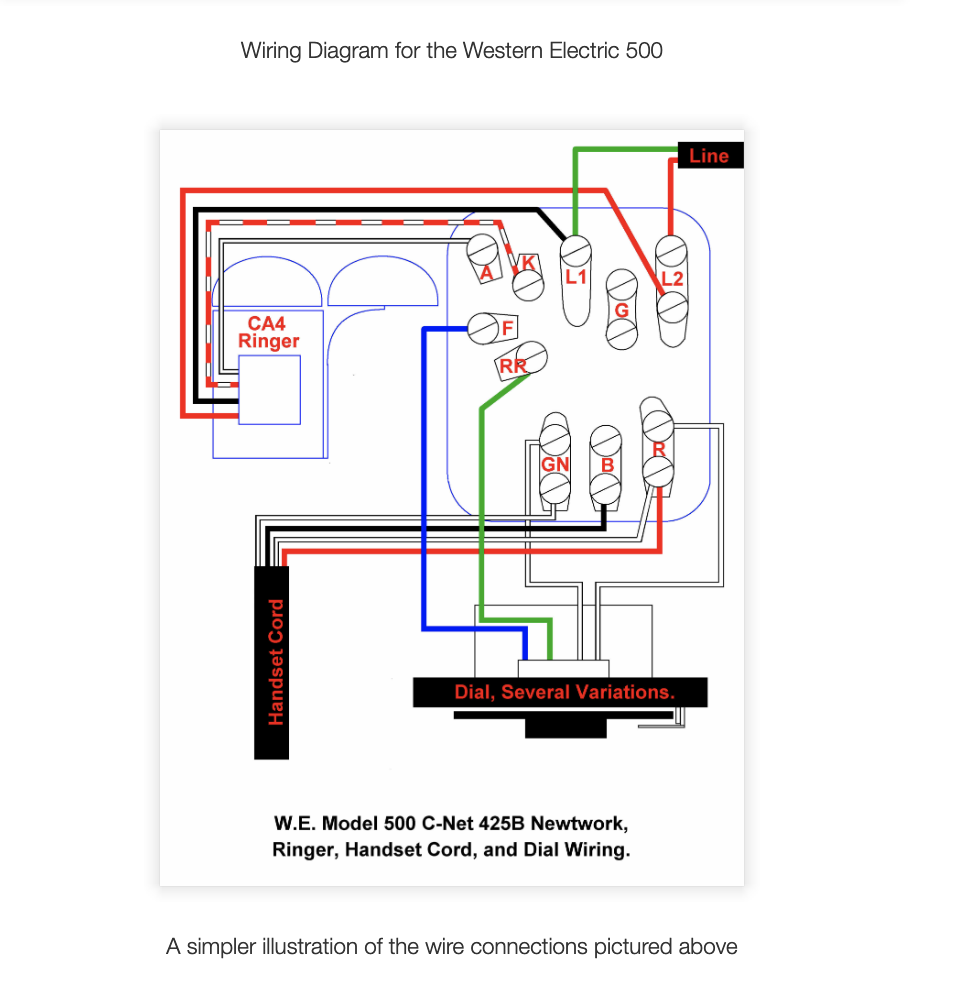 Wiring Diagram for the Western Electric 500
Line
A
K
L1
L2
G
CA4
Ringer
F
RR
GN
B
R
Handset Cord
Dial, Several Variations.
W.E. Model 500 C-Net 425B Newtwork,
Ringer, Handset Cord, and Dial Wiring.
A simpler illustration of the wire connections pictured above